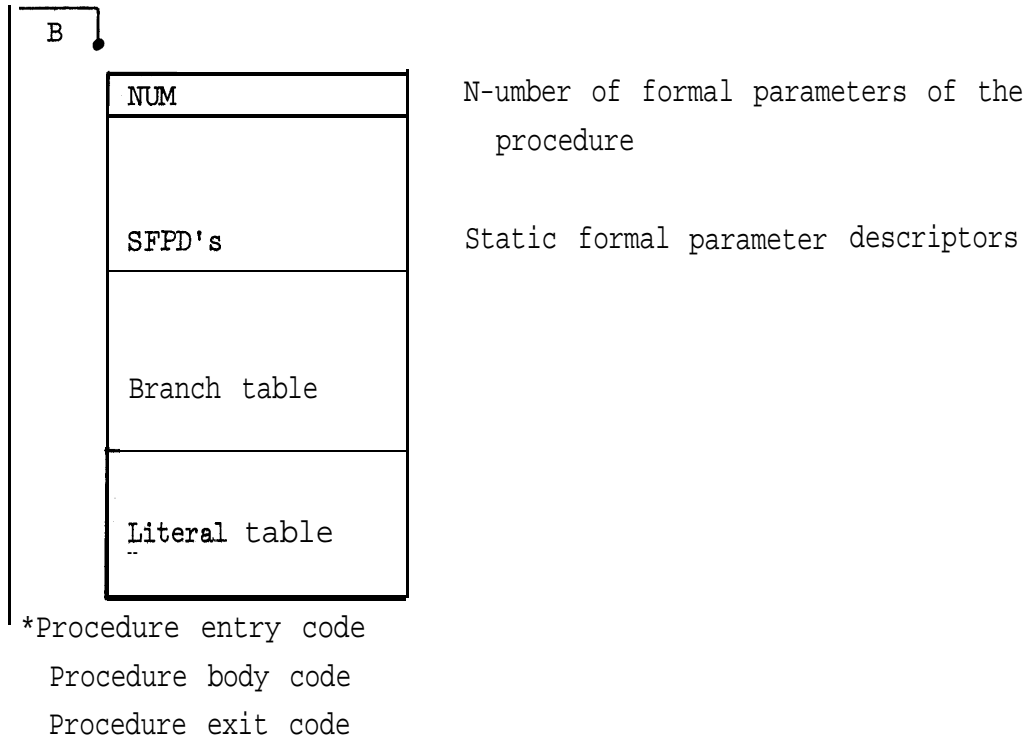 B
NUM
N-umber of formal parameters of the
procedure
SFPD's
Static formal parameter descriptors
Branch table
Literal table
*Procedure entry code
Procedure body code
Procedure exit code